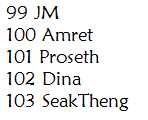 99 JM
100 Amret
101 Proseth
102 Dina
103 SeakTheng